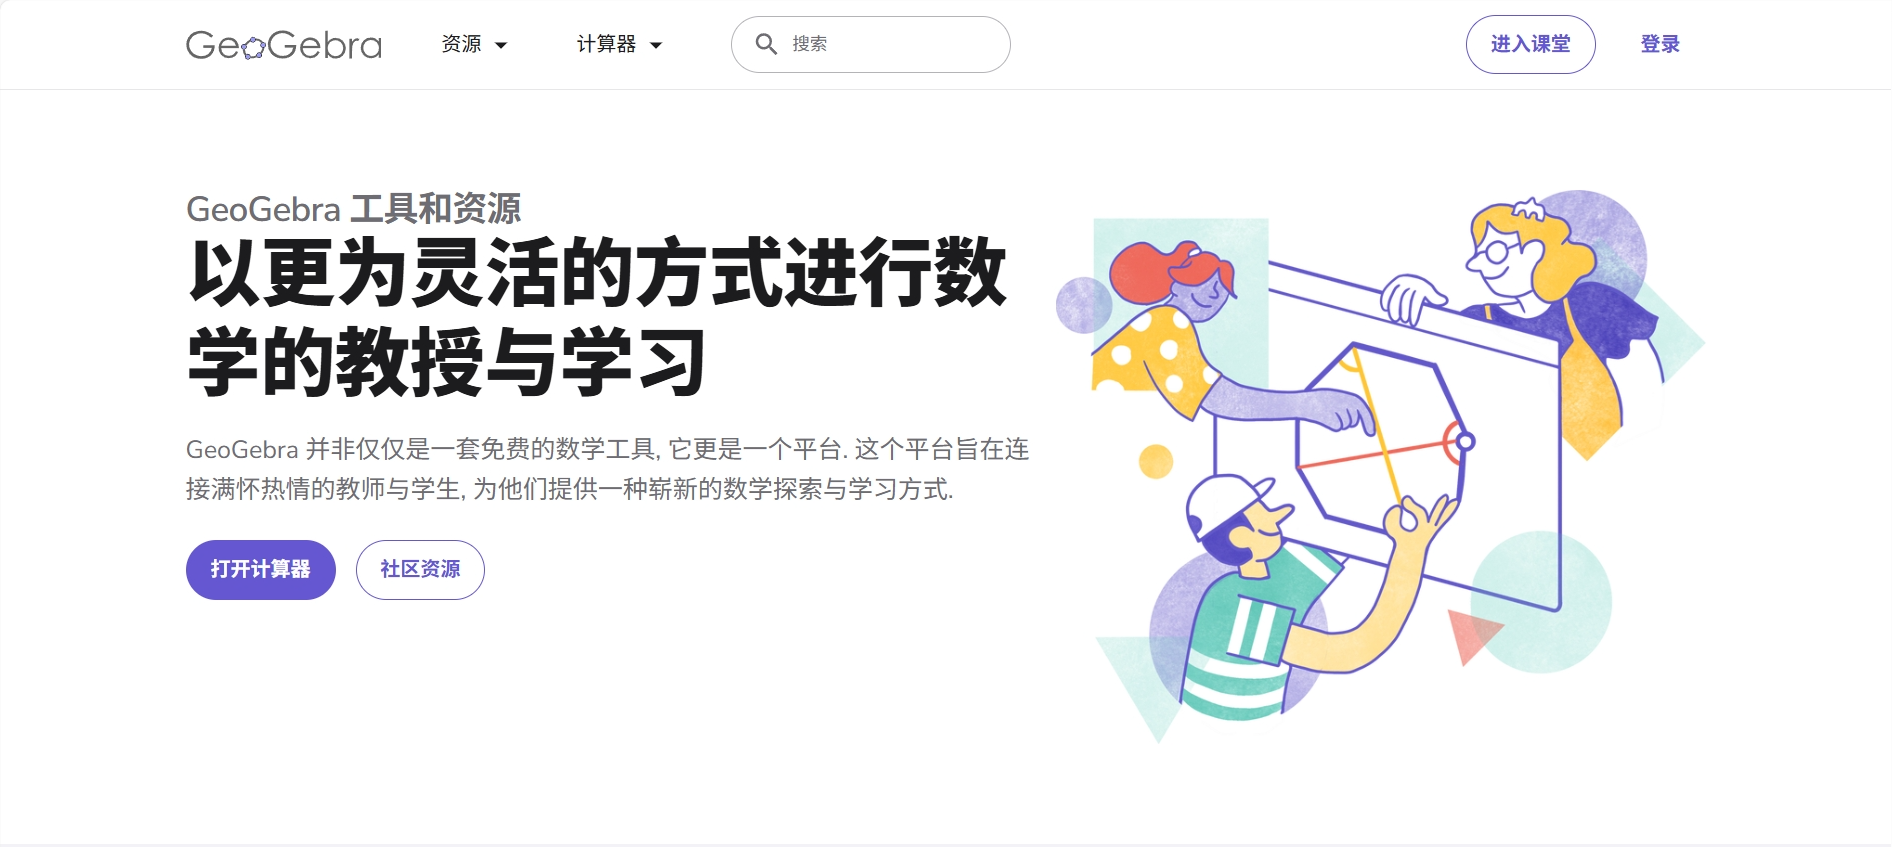 GeoGebra
资源
计算器
搜索
进入课堂
登录
GeoGebra 工具和资源
以更为灵活的方式进行数
学的教授与学习
GeoGebra 并非仅仅是一套免费的数学工具, 它更是一个平台. 这个平台旨在连
接满怀热情的教师与学生, 为他们提供一种崭新的数学探索与学习方式.
打开计算器
社区资源